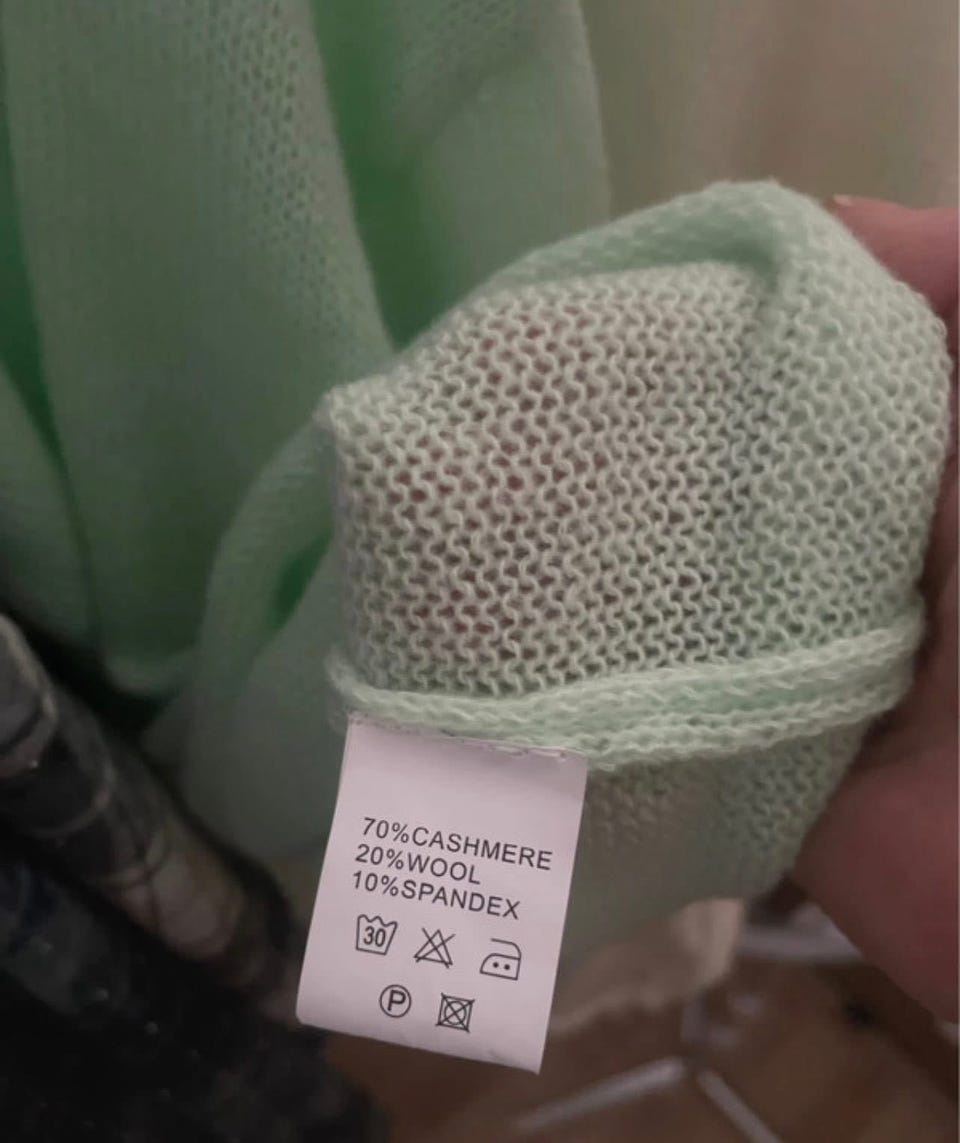 70%CASHMERE
20%WOOL
10%SPANDEX
30
P